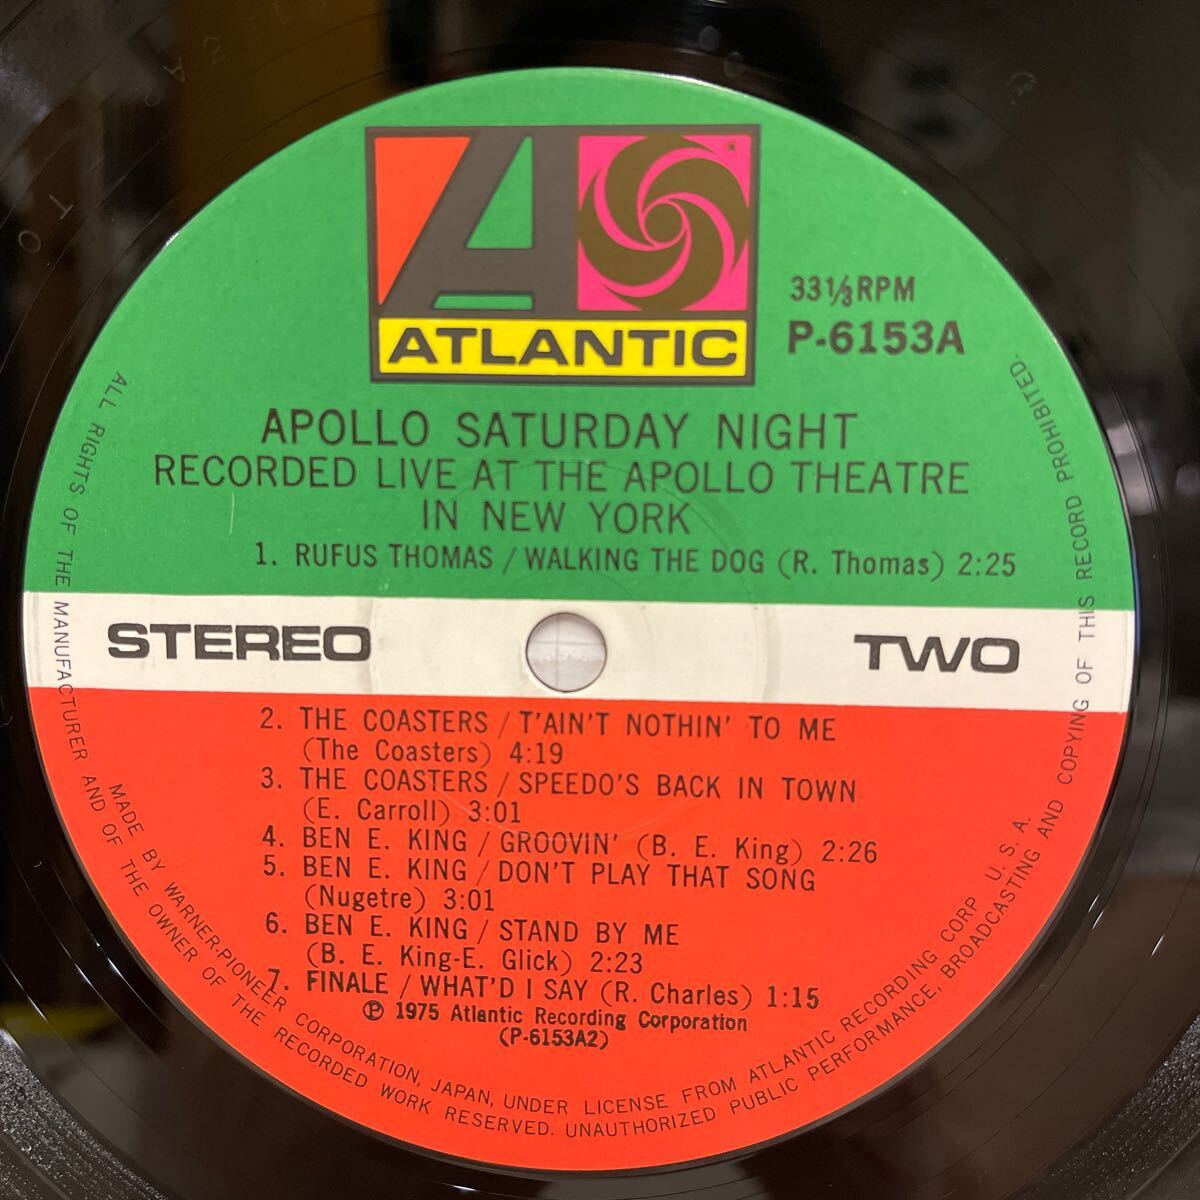 ATLANTIC
33 1/3 RPM
P-6153A
APOLLO SATURDAY NIGHT
RECORDED LIVE AT THE APOLLO THEATRE
IN NEW YORK
1. RUFUS THOMAS / WALKING THE DOG (R. Thomas) 2:25
STEREO
TWO
2. THE COASTERS / T'AIN'T NOTHIN' TO ME
(The Coasters) 4:19
3. THE COASTERS / SPEEDO'S BACK IN TOWN
(E. Carroll) 3:01
4. BEN E. KING / GROOVIN' (B. E. King) 2:26
5. BEN E. KING / DON'T PLAY THAT SONG
(Nugetre) 3:01
6. BEN E. KING / STAND BY ME
(B. E. King-E. Glick) 2:23
7. FINALE / WHAT'D I SAY (R. Charles) 1:15
℗ 1975 Atlantic Recording Corporation
(P-6153A2)
MADE BY WARNER-PIONEER CORPORATION, JAPAN, UNDER LICENSE FROM ATLANTIC RECORDING CORP U. S. A.
ALL RIGHTS OF THE MANUFACTURER AND OF THE OWNER OF THE RECORDED WORK RESERVED. UNAUTHORIZED PUBLIC PERFORMANCE, BROADCASTING AND COPYING OF THIS RECORD PROHIBITED.